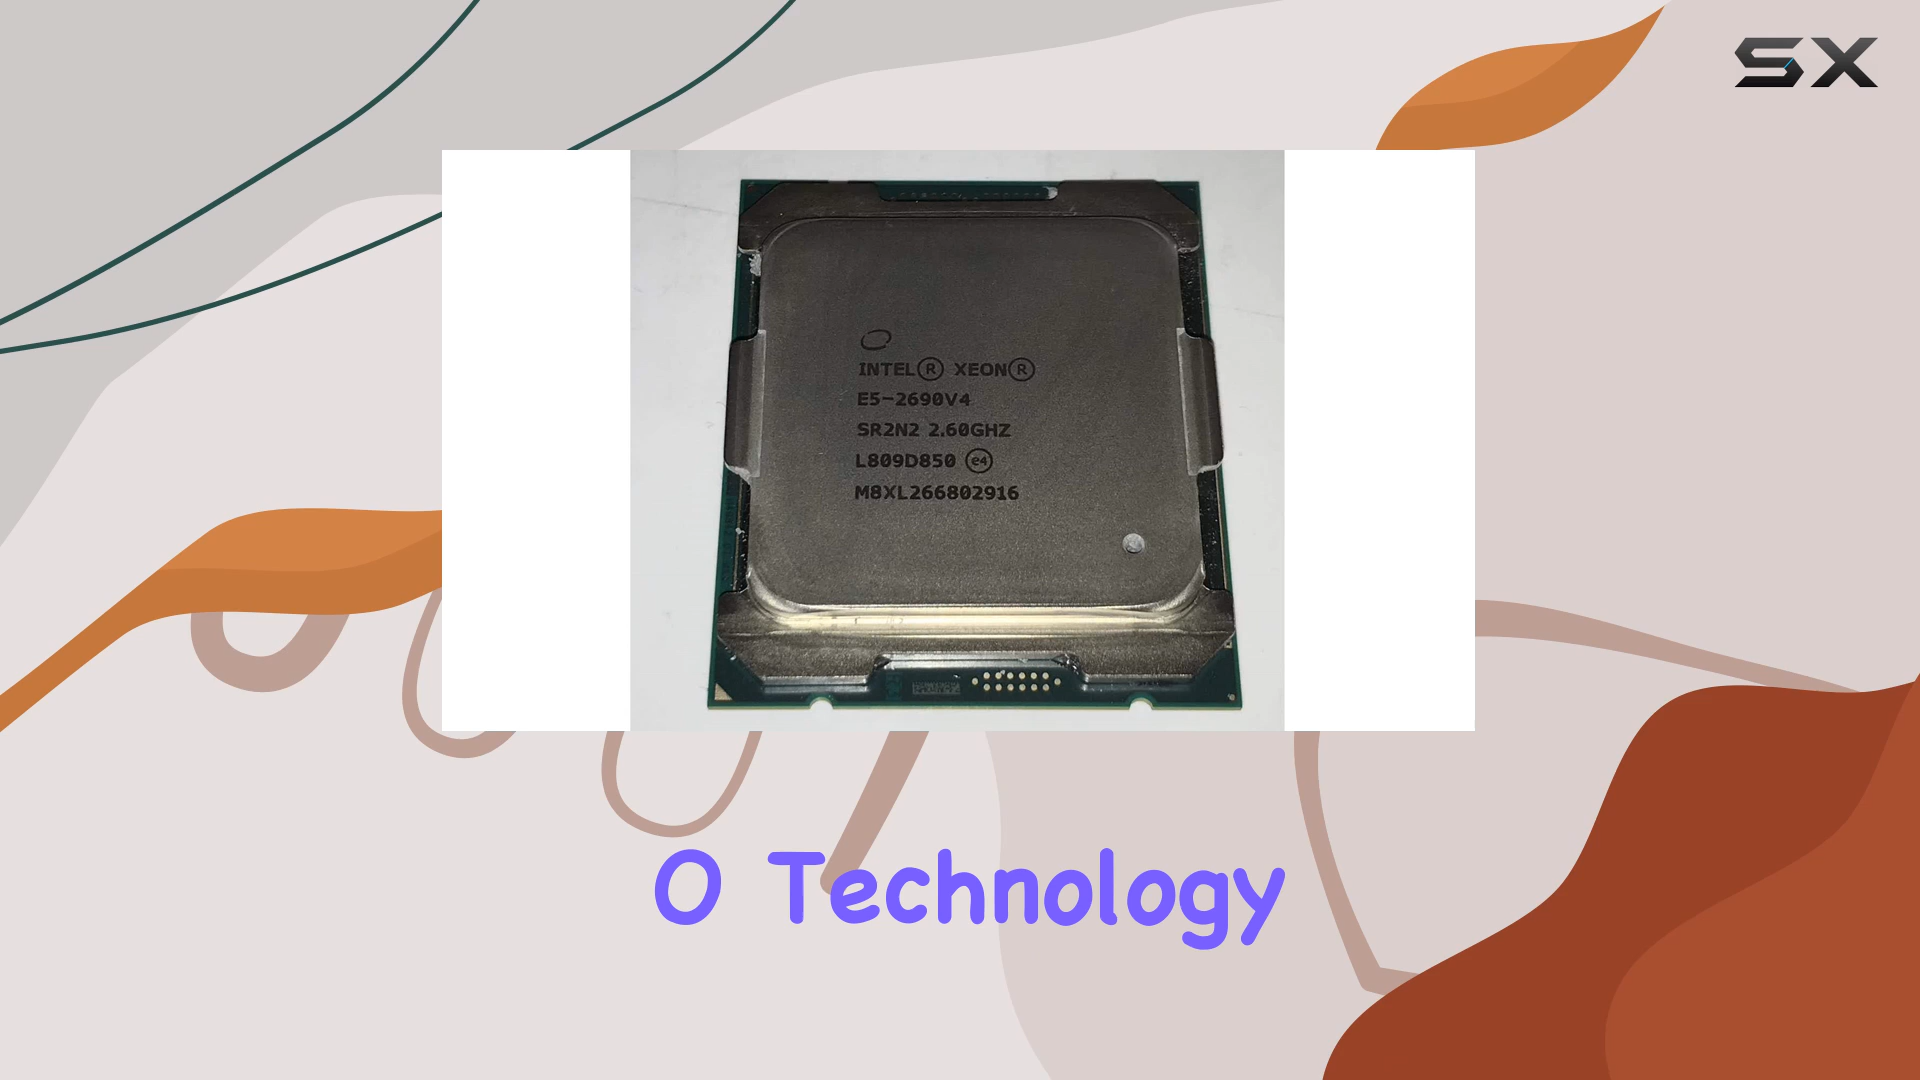 SX
INTEL® XEON®
E5-2690V4
SR2N2 2.60GHZ
L809D850 e4
M8XL266802916
O Technology